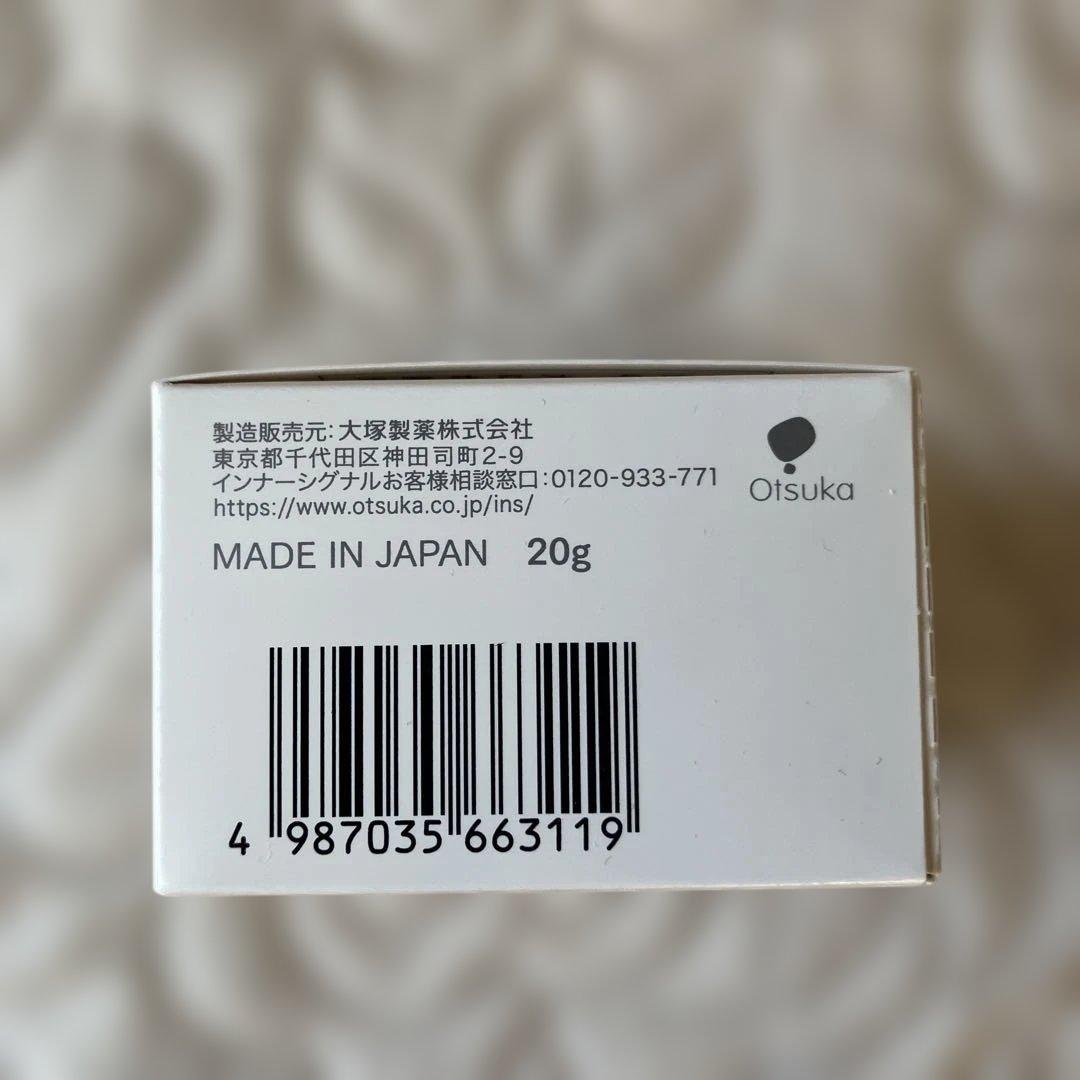 製造販売元:大塚製薬株式会社
東京都千代田区神田司町2-9
インナーシグナルお客様相談窓口:0120-933-771
https://www.otsuka.co.jp/ins/
Otsuka
MADE IN JAPAN 20g
4 987035 663119